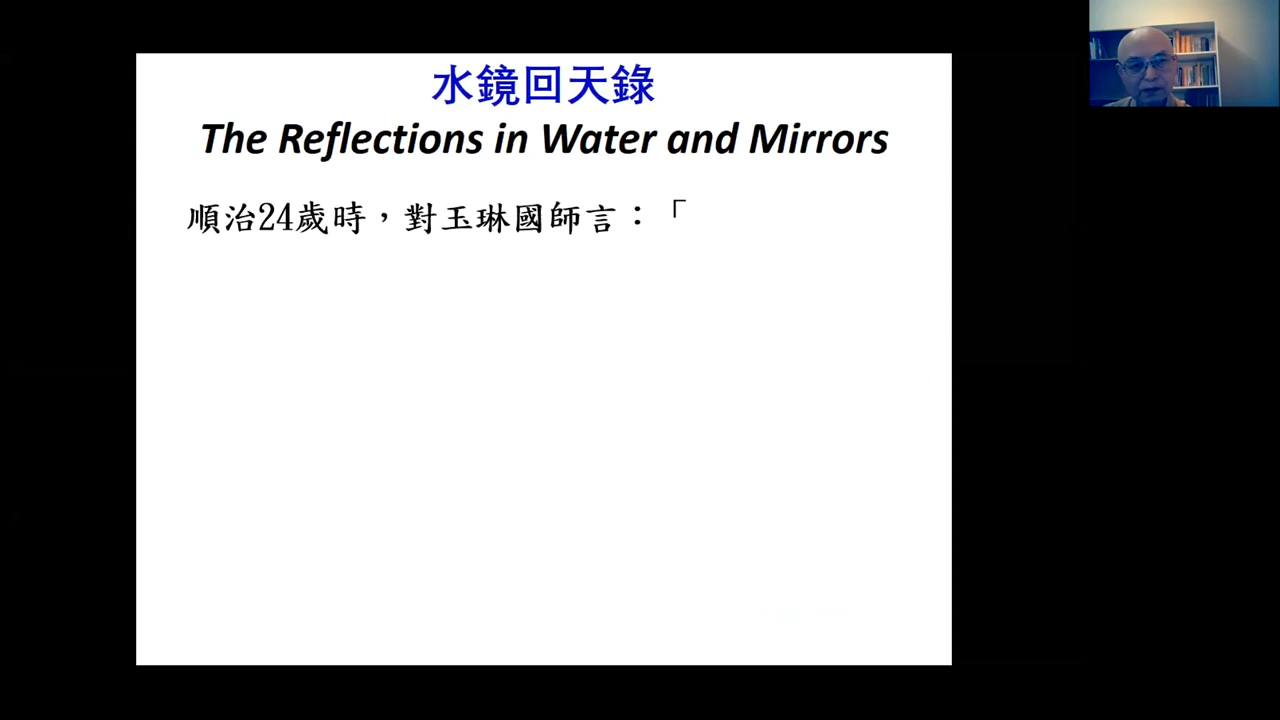 水鏡回天錄
The Reflections in Water and Mirrors
順治24歲時，對玉琳國師言：「